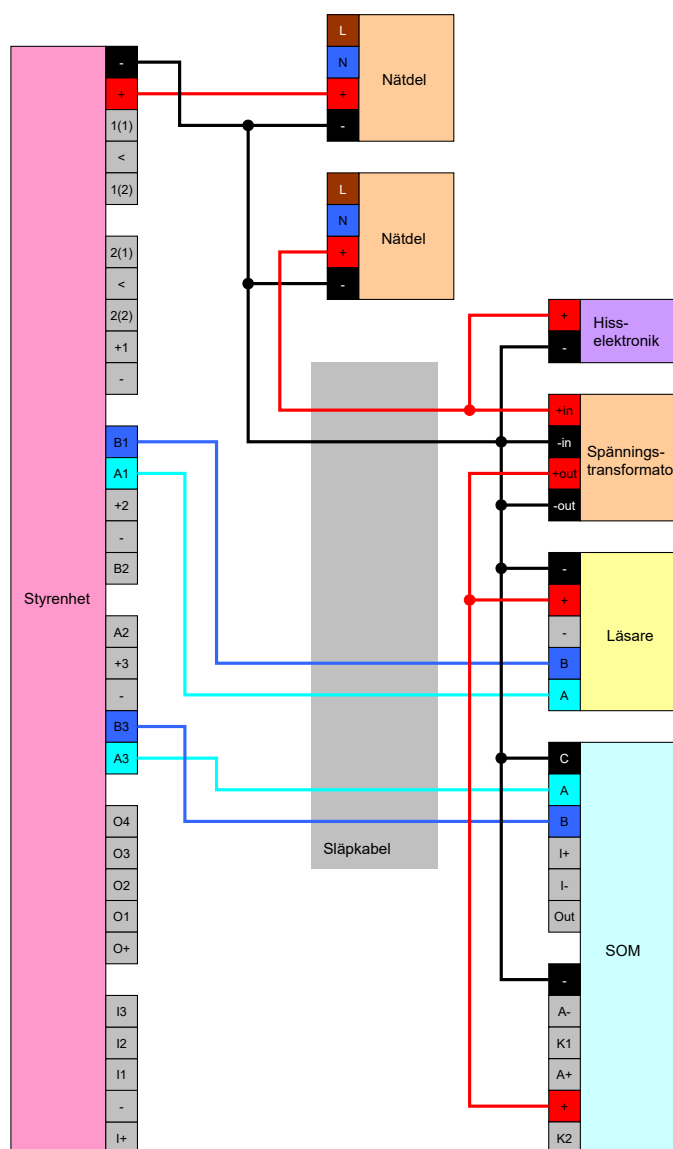 L
N
+
-
Nätdel
L
N
+
-
Nätdel
Styrenhet
-
+
1(1)
<
1(2)
2(1)
<
2(2)
+1
-
B1
A1
+2
-
B2
A2
+3
-
B3
A3
O4
O3
O2
O1
O+
I3
I2
I1
-
I+
Släpkabel
+
-
Hiss-
elektronik
+in
-in
+out
-out
Spännings-
transformato
-
+
-
B
A
Läsare
C
A
B
I+
I-
Out
-
A-
K1
A+
+
K2
SOM